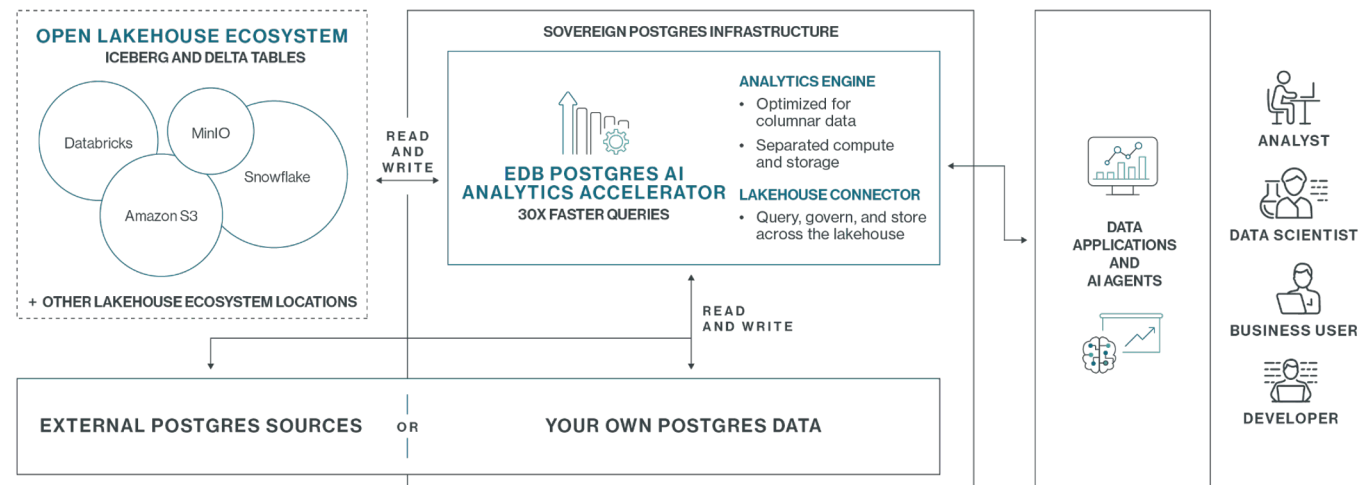 OPEN LAKEHOUSE ECOSYSTEM
ICEBERG AND DELTA TABLES
Databricks
MinIO
Snowflake
Amazon S3
+ OTHER LAKEHOUSE ECOSYSTEM LOCATIONS
READ
AND
WRITE
SOVEREIGN POSTGRES INFRASTRUCTURE
EDB POSTGRES AI
ANALYTICS ACCELERATOR
30X FASTER QUERIES
ANALYTICS ENGINE
• Optimized for
columnar data
• Separated compute
and storage
LAKEHOUSE CONNECTOR
• Query, govern, and store
across the lakehouse
READ
AND WRITE
EXTERNAL POSTGRES SOURCES
OR
YOUR OWN POSTGRES DATA
DATA
APPLICATIONS
AND
AI AGENTS
ANALYST
DATA SCIENTIST
BUSINESS USER
DEVELOPER